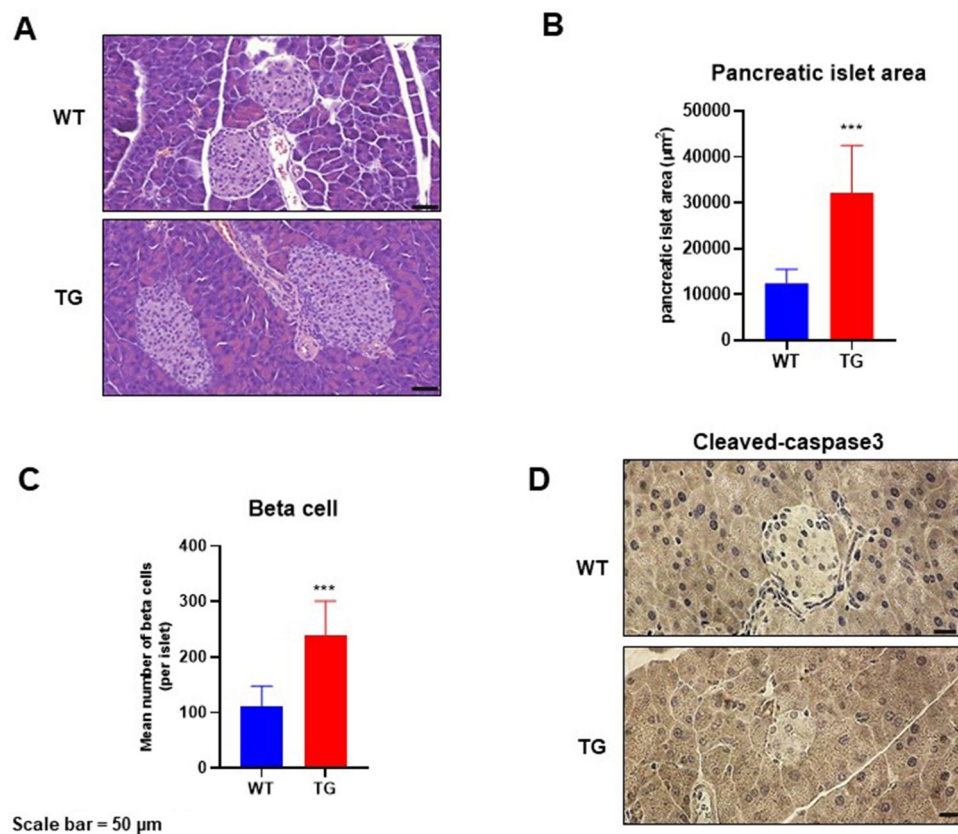 A
WT
TG
B
Pancreatic islet area
pancreatic islet area (µm²)
50000
40000
30000
20000
10000
0
***
WT
TG
C
Beta cell
Mean number of beta cells
(per islet)
400
300
200
100
0
***
WT
TG
D
Cleaved-caspase3
WT
TG
Scale bar = 50 µm